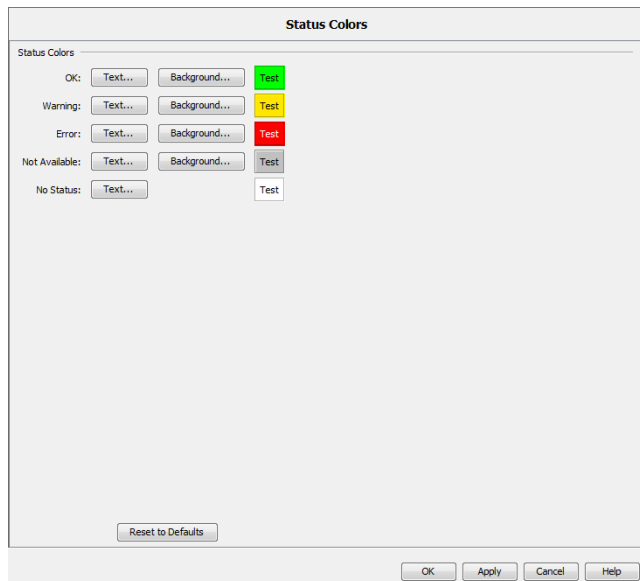 Status Colors
Status Colors
OK: Text... Background... Test
Warning: Text... Background... Test
Error: Text... Background... Test
Not Available: Text... Background... Test
No Status: Text... Test
Reset to Defaults
OK Apply Cancel Help